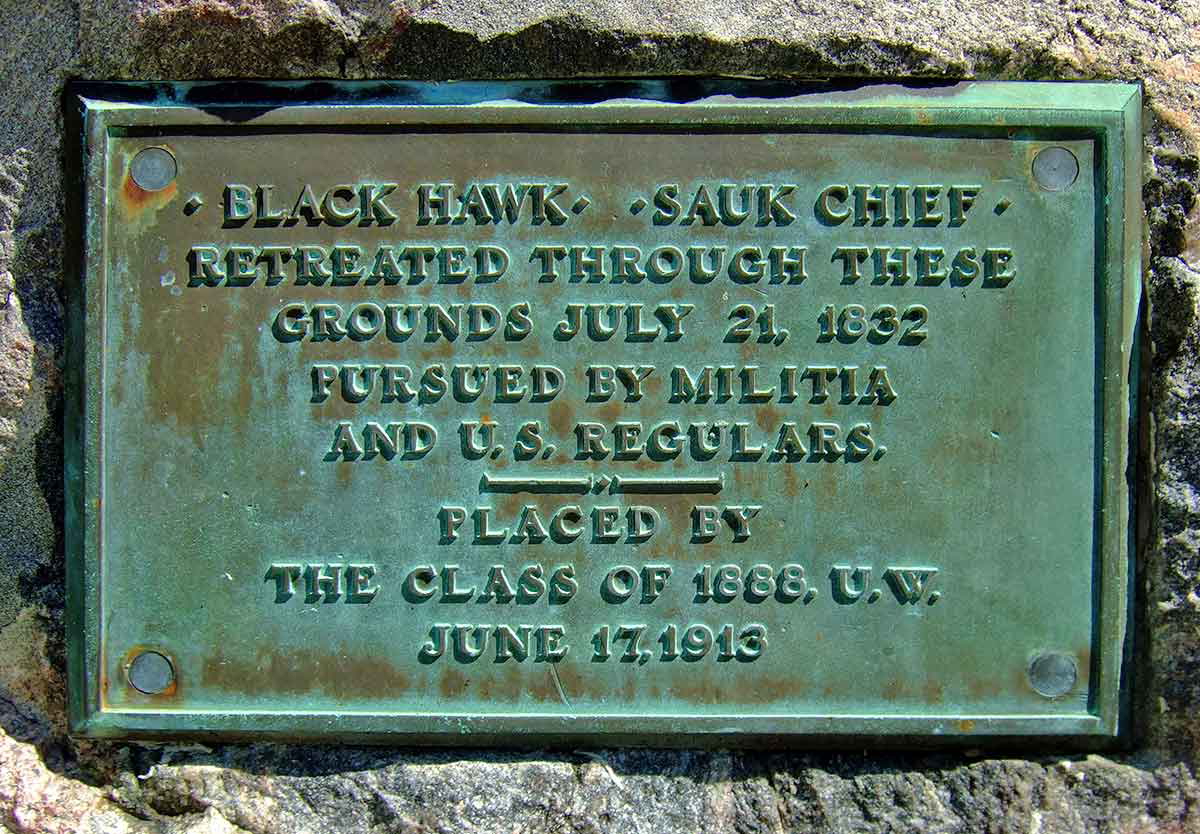 · BLACK HAWK · · SAUK CHIEF ·
RETREATED THROUGH THESE
GROUNDS JULY 21, 1832
PURSUED BY MILITIA
AND U.S. REGULARS.
PLACED BY
THE CLASS OF 1888. U.W.
JUNE 17, 1913